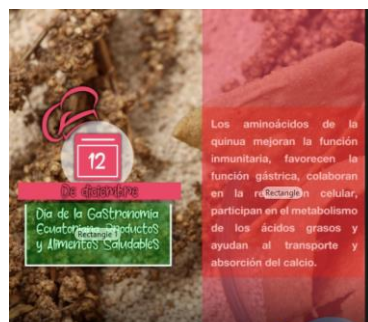 12
De diciembre
Día de la Gastronomía
Ecuatoriana Productos
y Alimentos Saludables
Rectangle 1
Los aminoácidos de la
quinua mejoran la función
inmunitaria, favorecen la
función gástrica, colaboran
en la celular,
Rectangle
participan en el metabolismo
de los ácidos grasos y
ayudan al transporte y
absorción del calcio.